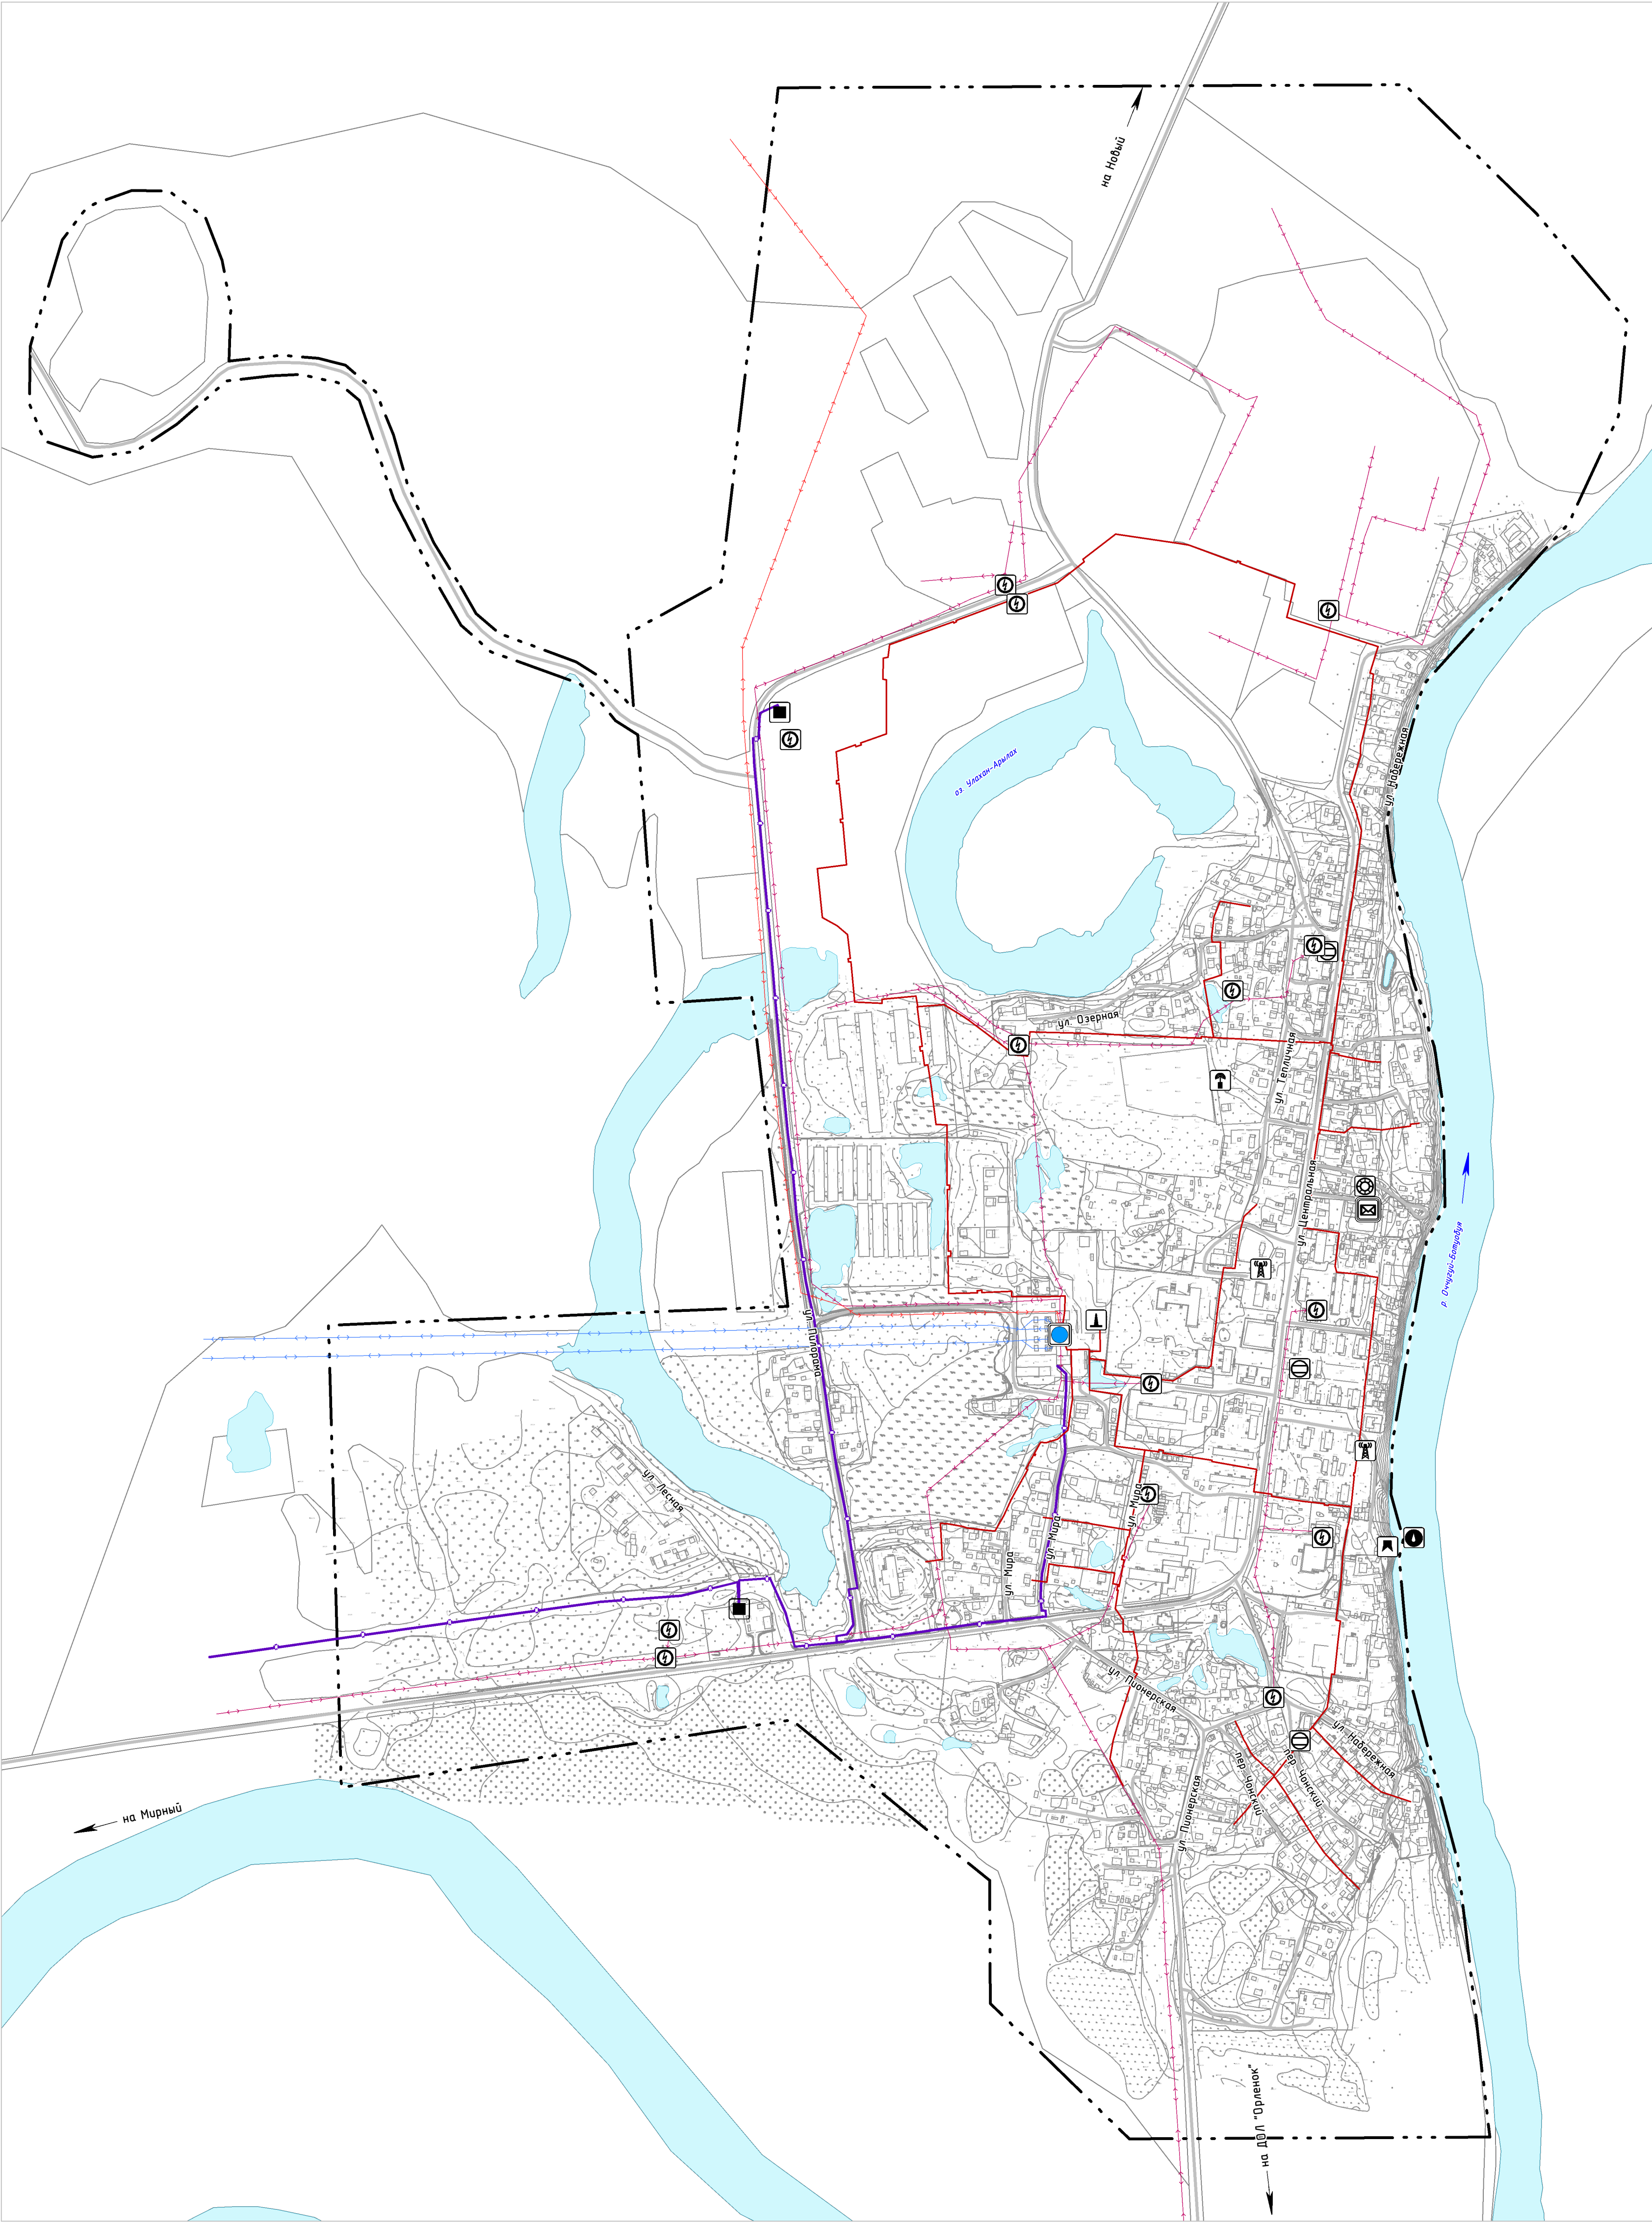 на Новый
ул. Набережная
оз. Улахан-Арылах
ул. Озерная
ул. Тепличная
ул. Центральная
р. Оччугуй-Ботуобуя
ул. Пилорама
ул. Лесная
ул. Мира
ул. Мира
ул. Мира
ул. Пионерская
ул. Набережная
пер. Чонский
пер. Чонский
ул. Пионерская
на Мирный
на ДОЛ "Орленок"